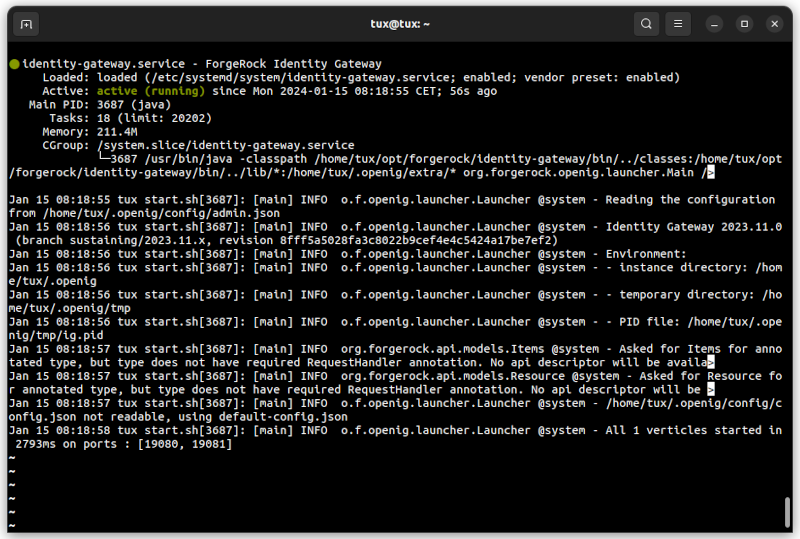 tux@tux: ~
identity-gateway.service - ForgeRock Identity Gateway
Loaded: loaded (/etc/systemd/system/identity-gateway.service; enabled; vendor preset: enabled)
Active: active (running) since Mon 2024-01-15 08:18:55 CET; 56s ago
Main PID: 3687 (java)
Tasks: 18 (limit: 20202)
Memory: 211.4M
CGroup: /system.slice/identity-gateway.service
└─3687 /usr/bin/java -classpath /home/tux/opt/forgerock/identity-gateway/bin/../classes:/home/tux/opt
/forgerock/identity-gateway/bin/../lib/*:/home/tux/.openig/extra/* org.forgerock.openig.launcher.Main />
Jan 15 08:18:55 tux start.sh[3687]: [main] INFO  o.f.openig.launcher.Launcher @system - Reading the configuration
from /home/tux/.openig/config/admin.json
Jan 15 08:18:56 tux start.sh[3687]: [main] INFO  o.f.openig.launcher.Launcher @system - Identity Gateway 2023.11.0
(branch sustaining/2023.11.x, revision 8fff5a5028fa3c8022b9cef4e4c5424a17be7ef2)
Jan 15 08:18:56 tux start.sh[3687]: [main] INFO  o.f.openig.launcher.Launcher @system - Environment:
Jan 15 08:18:56 tux start.sh[3687]: [main] INFO  o.f.openig.launcher.Launcher @system - - instance directory: /hom
e/tux/.openig
Jan 15 08:18:56 tux start.sh[3687]: [main] INFO  o.f.openig.launcher.Launcher @system - - temporary directory: /ho
me/tux/.openig/tmp
Jan 15 08:18:56 tux start.sh[3687]: [main] INFO  o.f.openig.launcher.Launcher @system - - PID file: /home/tux/.ope
nig/tmp/ig.pid
Jan 15 08:18:57 tux start.sh[3687]: [main] INFO  org.forgerock.api.models.Items @system - Asked for Items for anno
tated type, but type does not have required RequestHandler annotation. No api descriptor will be availa>
Jan 15 08:18:57 tux start.sh[3687]: [main] INFO  org.forgerock.api.models.Resource @system - Asked for Resource fo
r annotated type, but type does not have required RequestHandler annotation. No api descriptor will be >
Jan 15 08:18:57 tux start.sh[3687]: [main] INFO  o.f.openig.launcher.Launcher @system - /home/tux/.openig/config/c
onfig.json not readable, using default-config.json
Jan 15 08:18:58 tux start.sh[3687]: [main] INFO  o.f.openig.launcher.Launcher @system - All 1 verticles started in
2793ms on ports : [19080, 19081]
~
~
~
~
~
~